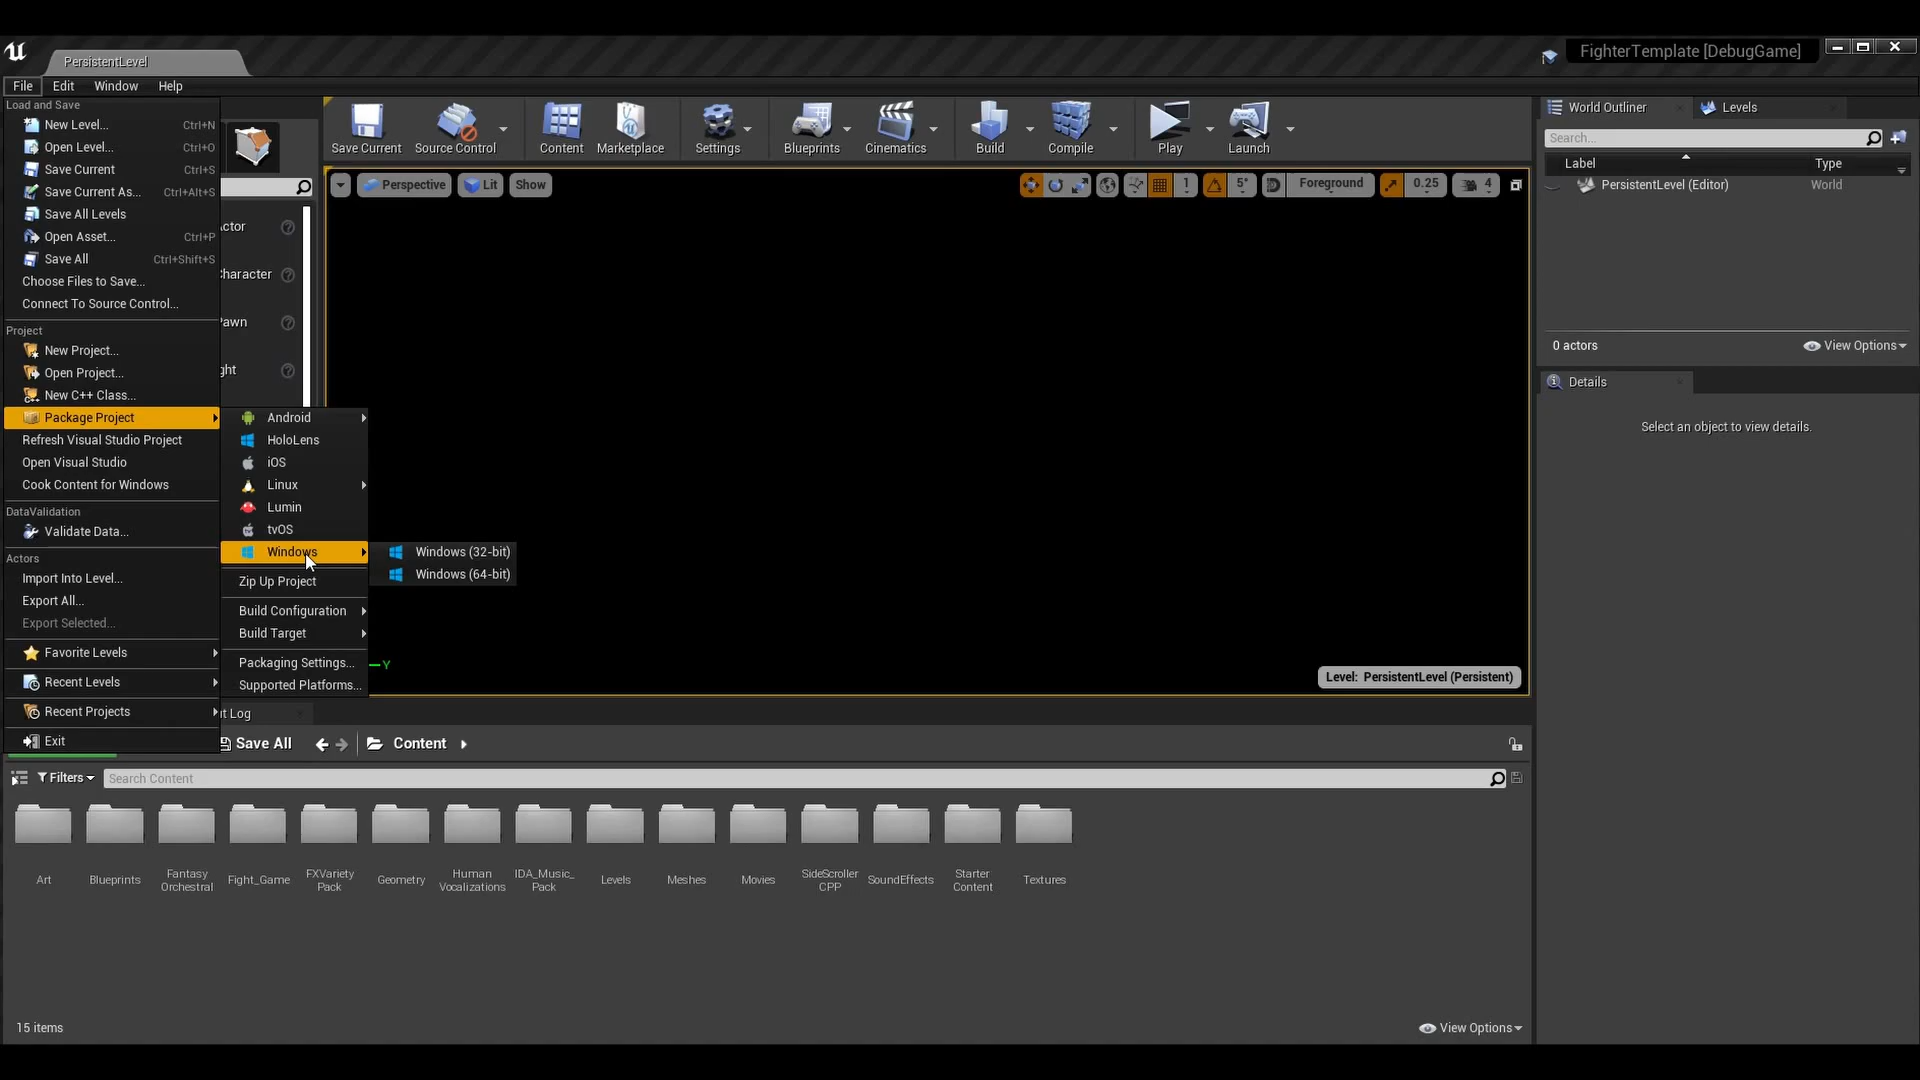 PersistentLevel
FighterTemplate [DebugGame]
File Edit Window Help
Load and Save
New Level... Ctrl+N
Open Level... Ctrl+O
Save Current Ctrl+S
Save Current As... Ctrl+Alt+S
Save All Levels
Open Asset... Ctrl+P
Save All Ctrl+Shift+S
Choose Files to Save...
Connect To Source Control...
Project
New Project...
Open Project...
New C++ Class...
Package Project
Refresh Visual Studio Project
Open Visual Studio
Cook Content for Windows
DataValidation
Validate Data...
Actors
Import Into Level...
Export All...
Export Selected...
Favorite Levels
Recent Levels
Recent Projects
Exit
Android
HoloLens
iOS
Linux
Lumin
tvOS
Windows
Zip Up Project
Build Configuration
Build Target
Packaging Settings...
Supported Platforms...
Windows (32-bit)
Windows (64-bit)
ctor
haracter
awn
ght
Save Current Source Control Content Marketplace Settings Blueprints Cinematics Build Compile Play Launch
Perspective Lit Show
1 5° Foreground 0.25 4
Y
Level: PersistentLevel (Persistent)
World Outliner Levels
Search...
Label Type
PersistentLevel (Editor) World
0 actors View Options
Details
Select an object to view details.
t Log
Save All Content
Filters Search Content
Art
Blueprints
Fantasy
Orchestral
Fight_Game
FXVariety
Pack
Geometry
Human
Vocalizations
IDA_Music_
Pack
Levels
Meshes
Movies
SideScroller
CPP
SoundEffects
Starter
Content
Textures
15 items View Options